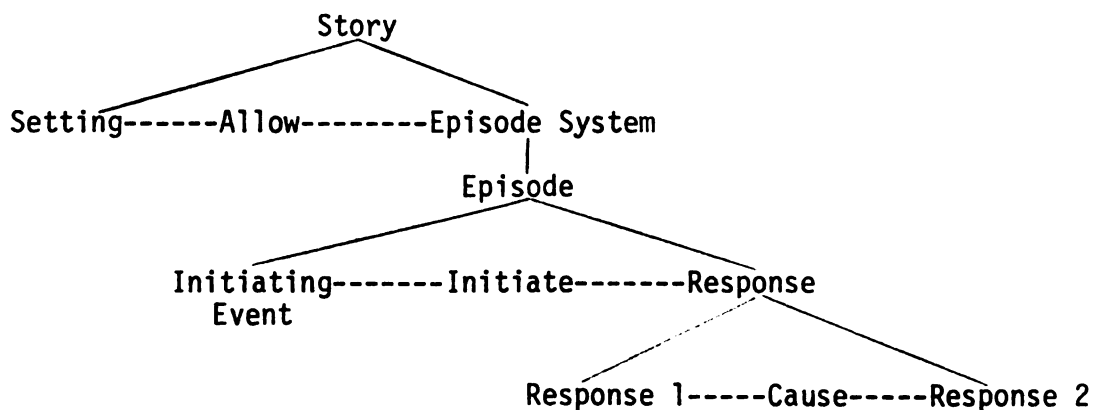 Story
Setting------Allow--------Episode System
Episode
Initiating-------Initiate-------Response
Event
Response 1-----Cause-----Response 2